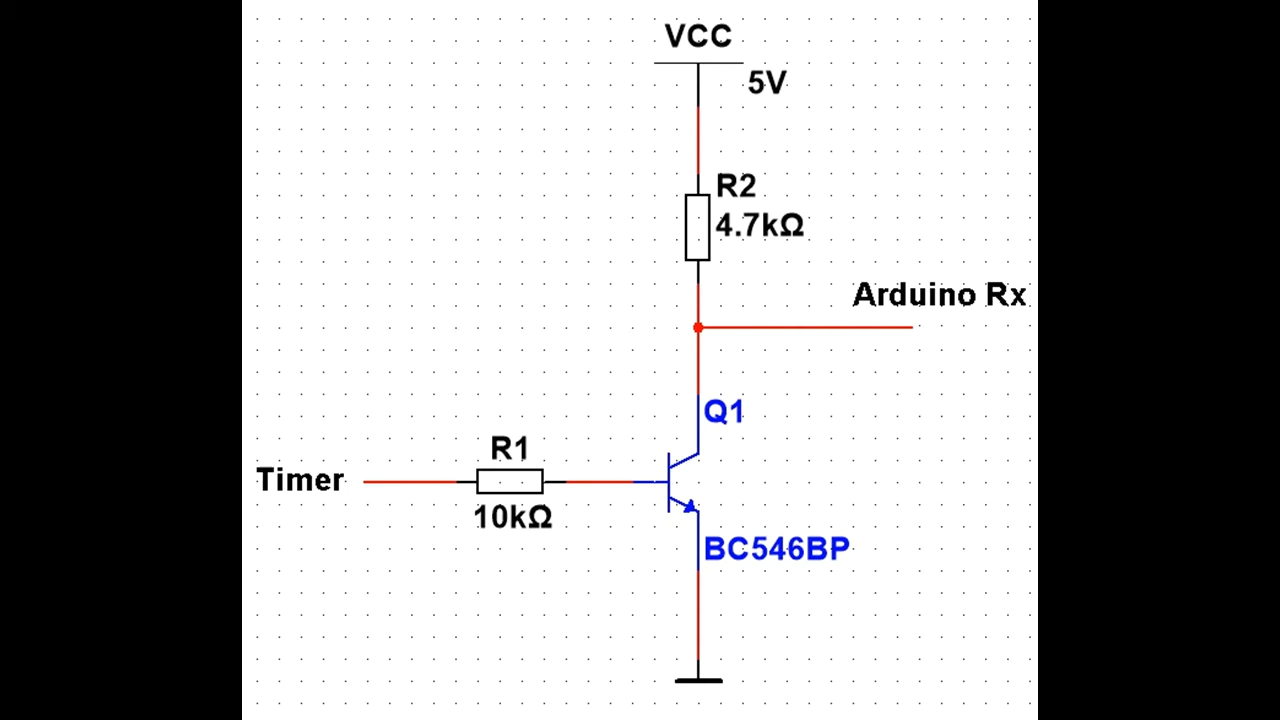 VCC
5V
R2
4.7kΩ
Arduino Rx
Q1
R1
Timer
10kΩ
BC546BP